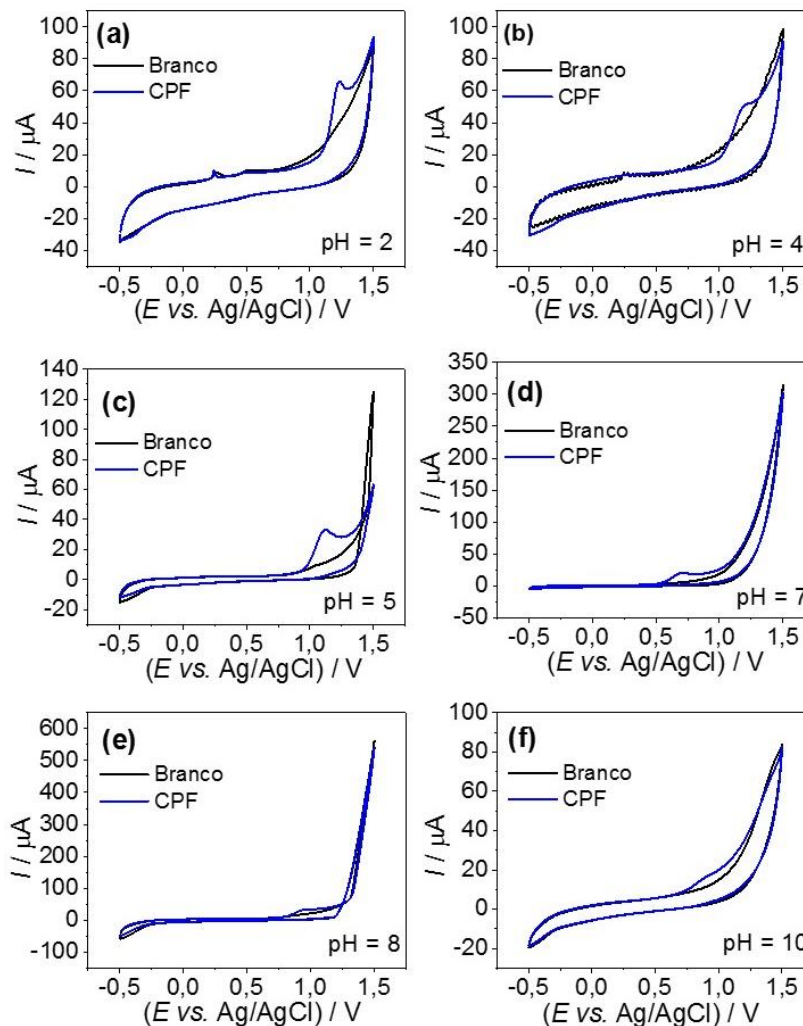 (a)
Branco
CPF
100
80
60
40
20
0
-20
-40
I / μA
pH = 2
-0,5 0,0 0,5 1,0 1,5
(E vs. Ag/AgCl) / V
(b)
Branco
CPF
100
80
60
40
20
0
-20
-40
I / μA
pH = 4
-0,5 0,0 0,5 1,0 1,5
(E vs. Ag/AgCl) / V
(c)
Branco
CPF
140
120
100
80
60
40
20
0
-20
I / μA
pH = 5
-0,5 0,0 0,5 1,0 1,5
(E vs. Ag/AgCl) / V
(d)
Branco
CPF
350
300
250
200
150
100
50
0
-50
I / μA
pH = 7
-0,5 0,0 0,5 1,0 1,5
(E vs. Ag/AgCl) / V
(e)
Branco
CPF
600
500
400
300
200
100
0
-100
I / μA
pH = 8
-0,5 0,0 0,5 1,0 1,5
(E vs. Ag/AgCl) / V
(f)
Branco
CPF
100
80
60
40
20
0
-20
I / μA
pH = 10
-0,5 0,0 0,5 1,0 1,5
(E vs. Ag/AgCl) / V